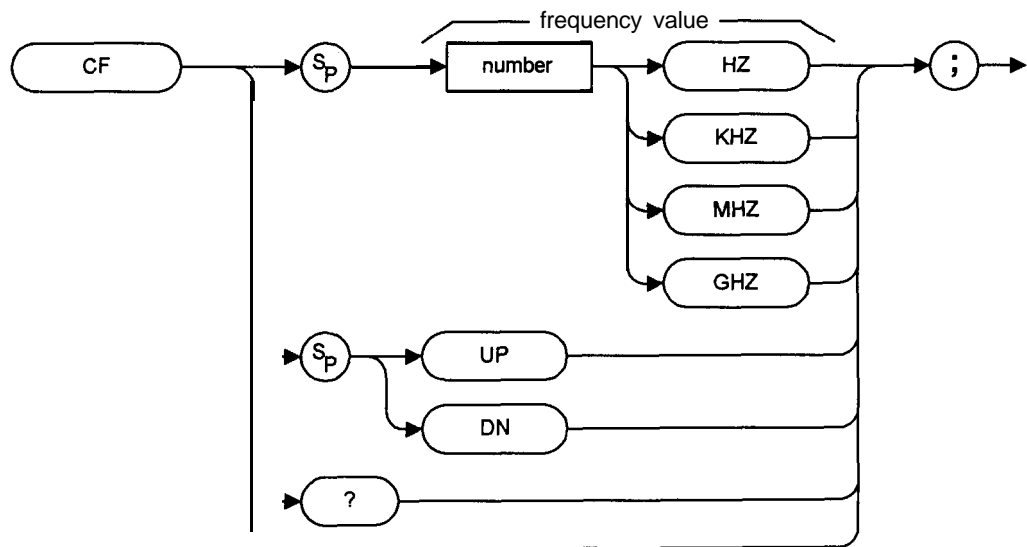 frequency value
CF
SP
number
HZ
;
KHZ
MHZ
GHZ
SP
UP
DN
?